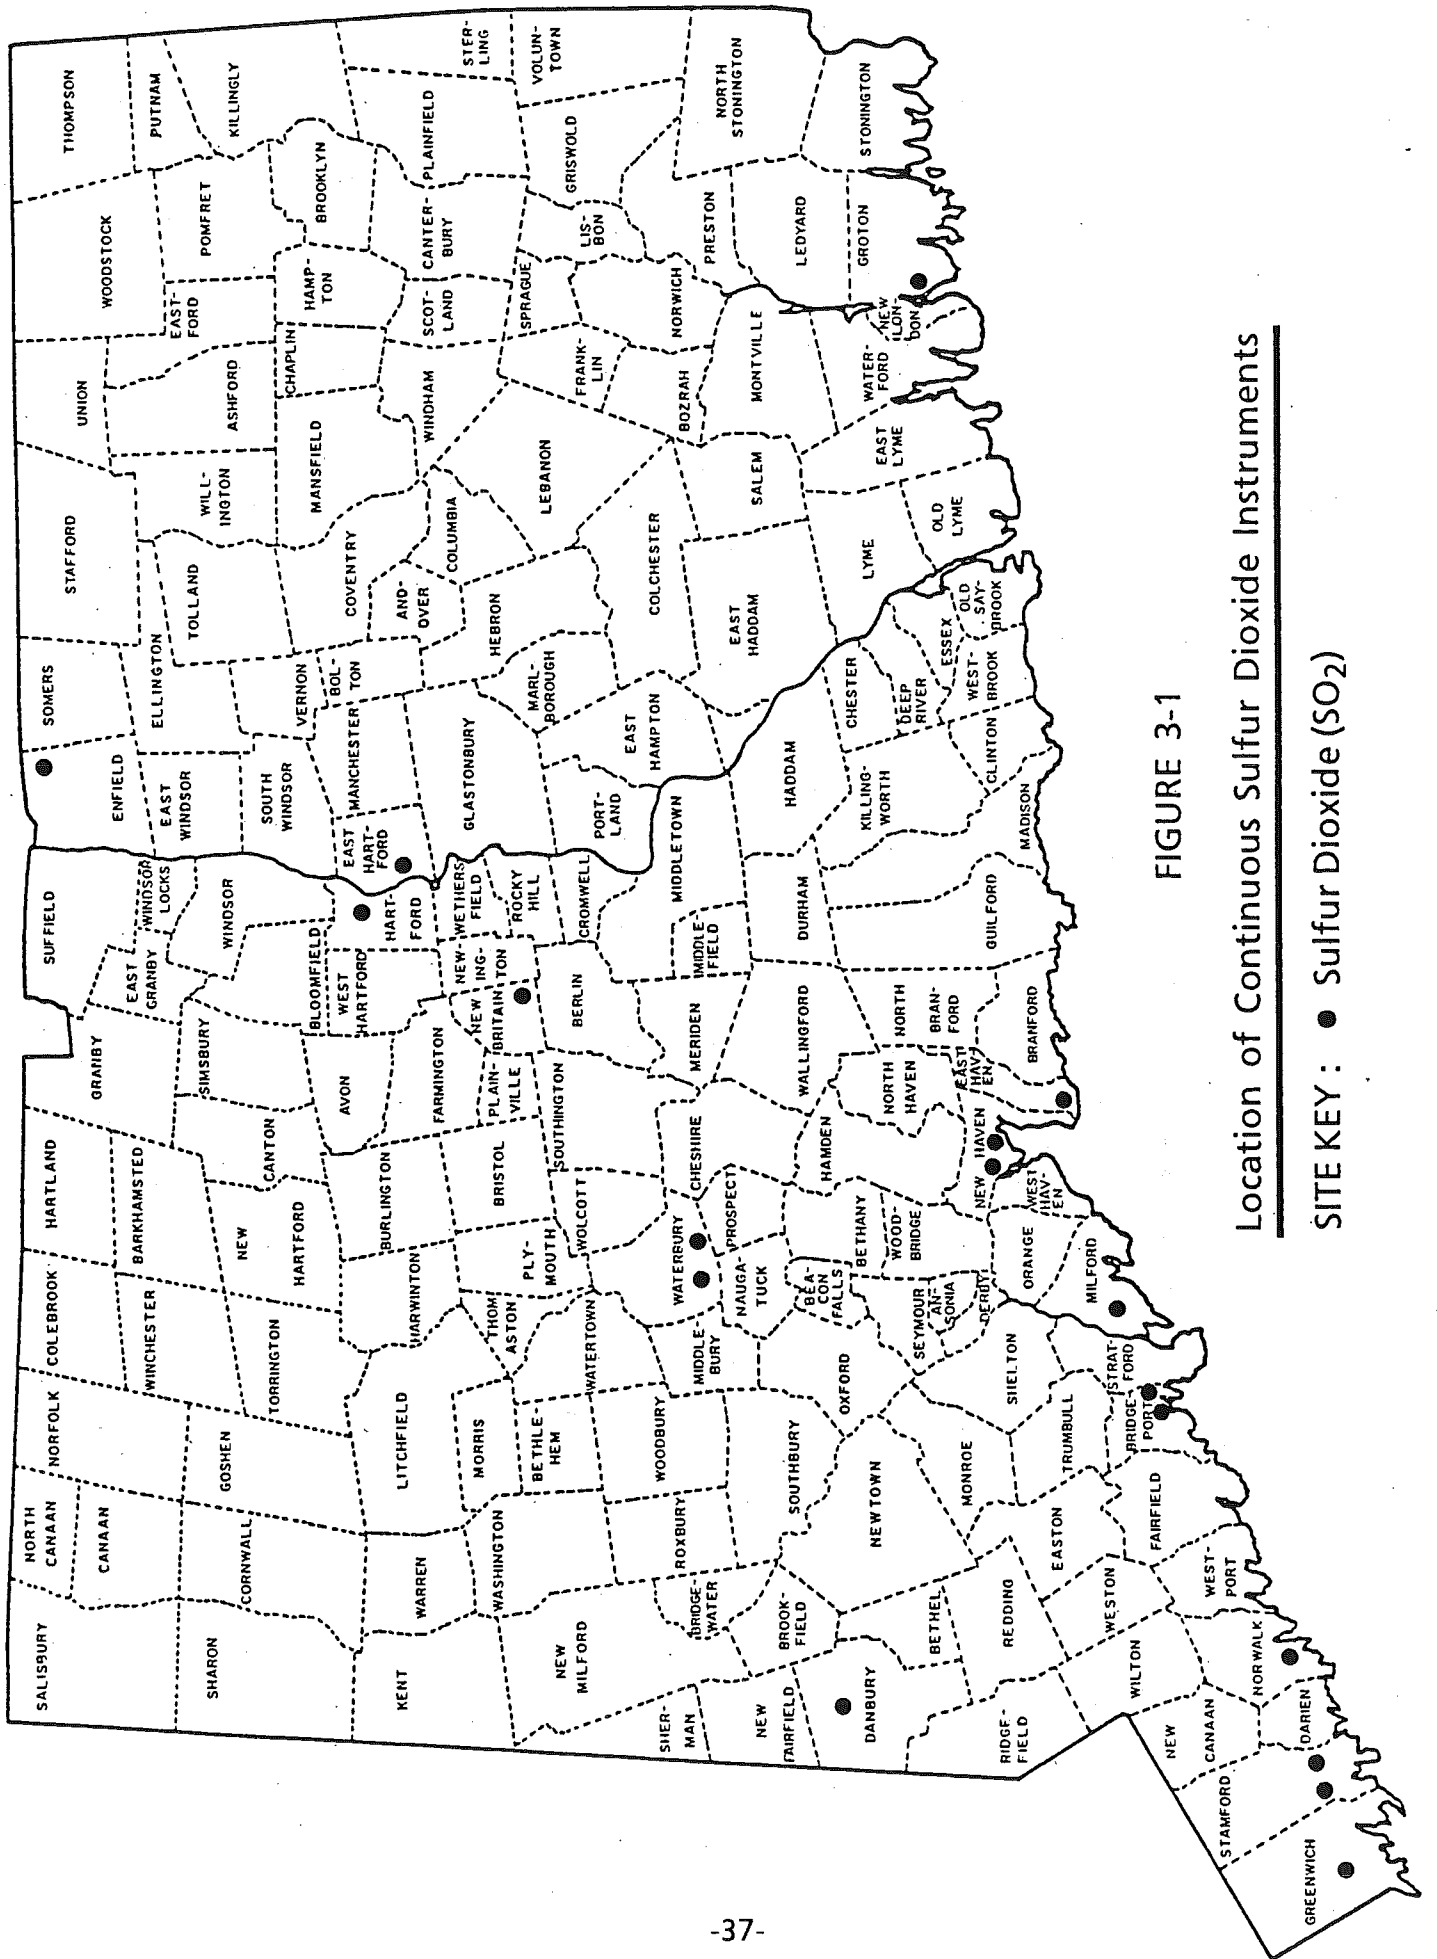 SALISBURY
NORTH
CANAAN
CANAAN
NORFOLK
COLEBROOK
HARTLAND
GRANBY
SUFFIELD
ENFIELD
SOMERS
STAFFORD
UNION
WOODSTOCK
THOMPSON
PUTNAM
WINCHESTER
BARKHAMSTED
EAST
GRANBY
WINDSOR
LOCKS
EAST
WINDSOR
ELLINGTON
EAST-
FORD
POMFRET
KILLINGLY
SHARON
CORNWALL
GOSHEN
TORRINGTON
NEW
HARTFORD
CANTON
SIMSBURY
WINDSOR
SOUTH
WINDSOR
TOLLAND
WILL-
INGTON
ASHFORD
BLOOMFIELD
VERNON
CHAPLIN
HAMP-
TON
BROOKLYN
KENT
WARREN
LITCHFIELD
HARWINTON
BURLINGTON
AVON
WEST
HARTFORD
HART-
FORD
EAST
HART-
FORD
MANCHESTER
BOL-
TON
COVENTRY
MANSFIELD
AND-
OVER
COLUMBIA
WINDHAM
SCOT-
LAND
CANTER-
BURY
PLAINFIELD
STER-
LING
WASHINGTON
MORRIS
THOM
ASTON
BRISTOL
FARMINGTON
PLAIN-
VILLE
NEW
BRITAIN
NEW-
ING-
TON
WETHERS
FIELD
ROCKY
HILL
GLASTONBURY
HEBRON
MARL-
BOROUGH
LEBANON
FRANK-
LIN
SPRAGUE
LIS-
BON
GRISWOLD
VOLUN-
TOWN
NEW
MILFORD
BETHLE-
HEM
PLY-
MOUTH
WATERTOWN
WOLCOTT
SOUTHINGTON
BERLIN
CROMWELL
PORT-
LAND
EAST
HAMPTON
COLCHESTER
BOZRAH
NORWICH
PRESTON
NORTH
STONINGTON
SHER-
MAN
BRIDGE-
WATER
ROXBURY
WOODBURY
MIDDLE-
BURY
WATERBURY
CHESHIRE
MERIDEN
MIDDLE-
FIELD
MIDDLETOWN
EAST
HADDAM
SALEM
MONTVILLE
LEDYARD
NEW
FAIRFIELD
BROOK-
FIELD
SOUTHBURY
NAUGA-
TUCK
PROSPECT
WALLINGFORD
DURHAM
HADDAM
CHESTER
LYME
EAST
LYME
WATER-
FORD
NEW
LON-
DON
GROTON
STONINGTON
DANBURY
BETHEL
NEWTOWN
OXFORD
BEA-
CON
FALLS
BETHANY
HAMDEN
NORTH
HAVEN
NORTH
BRAN-
FORD
KILLING-
WORTH
DEEP
RIVER
ESSEX
OLD
LYME
SEYMOUR
AN-
SONIA
WOOD-
BRIDGE
DERBY
NEW HAVEN
EAST
HAV-
EN
GUILFORD
CLINTON
WEST-
BROOK
OLD
SAY-
BROOK
RIDGE-
FIELD
REDDING
MONROE
SHELTON
ORANGE
WEST
HAV-
EN
BRANFORD
MADISON
EASTON
TRUMBULL
MILFORD
WILTON
WESTON
BRIDGE-
PORT
STRAT-
FORD
FAIRFIELD
NEW
CANAAN
WEST-
PORT
NORWALK
STAMFORD
DARIEN
GREENWICH
FIGURE 3-1
Location of Continuous Sulfur Dioxide Instruments
SITE KEY : ● Sulfur Dioxide (SO2)
-37-